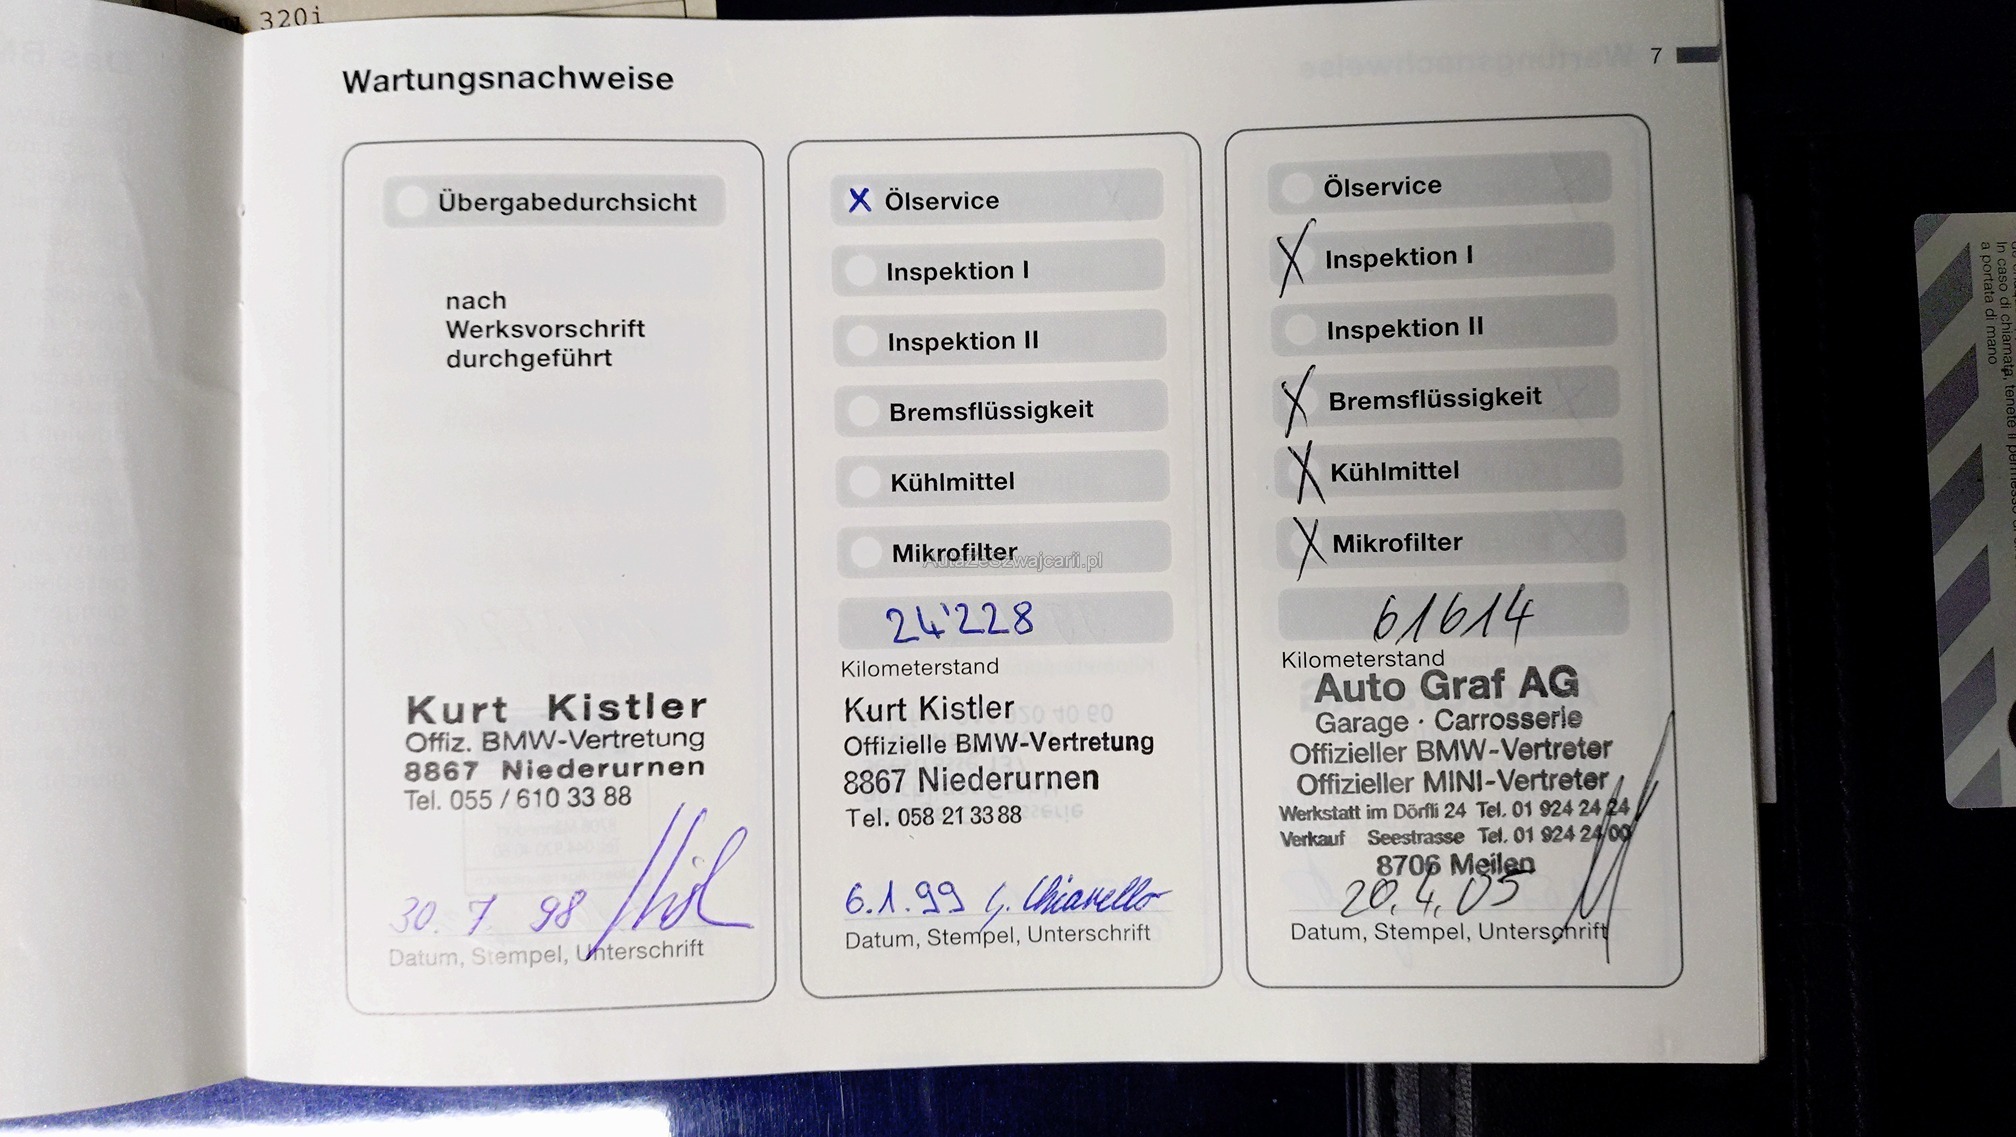 320i
Wartungsnachweise
7
Übergabedurchsicht
nach
Werksvorschrift
durchgeführt
Kurt Kistler
Offiz. BMW-Vertretung
8867 Niederurnen
Tel. 055 / 610 33 88
30. 7. 98
Datum, Stempel, Unterschrift
X Ölservice
Inspektion I
Inspektion II
Bremsflüssigkeit
Kühlmittel
Mikrofilter
AutaZeSzwajcarii.pl
24'228
Kilometerstand
Kurt Kistler
Offizielle BMW-Vertretung
8867 Niederurnen
Tel. 058 21 33 88
6.1.99 G. Chiarello
Datum, Stempel, Unterschrift
Ölservice
X Inspektion I
Inspektion II
X Bremsflüssigkeit
X Kühlmittel
X Mikrofilter
61614
Kilometerstand
Auto Graf AG
Garage · Carrosserie
Offizieller BMW-Vertreter
Offizieller MINI-Vertreter
Werkstatt im Dörfli 24 Tel. 01 924 24 24
Verkauf Seestrasse Tel. 01 924 24 00
8706 Meilen
20.4.05
Datum, Stempel, Unterschrift
In caso di chiamata, tenete il permesso
a portata di mano